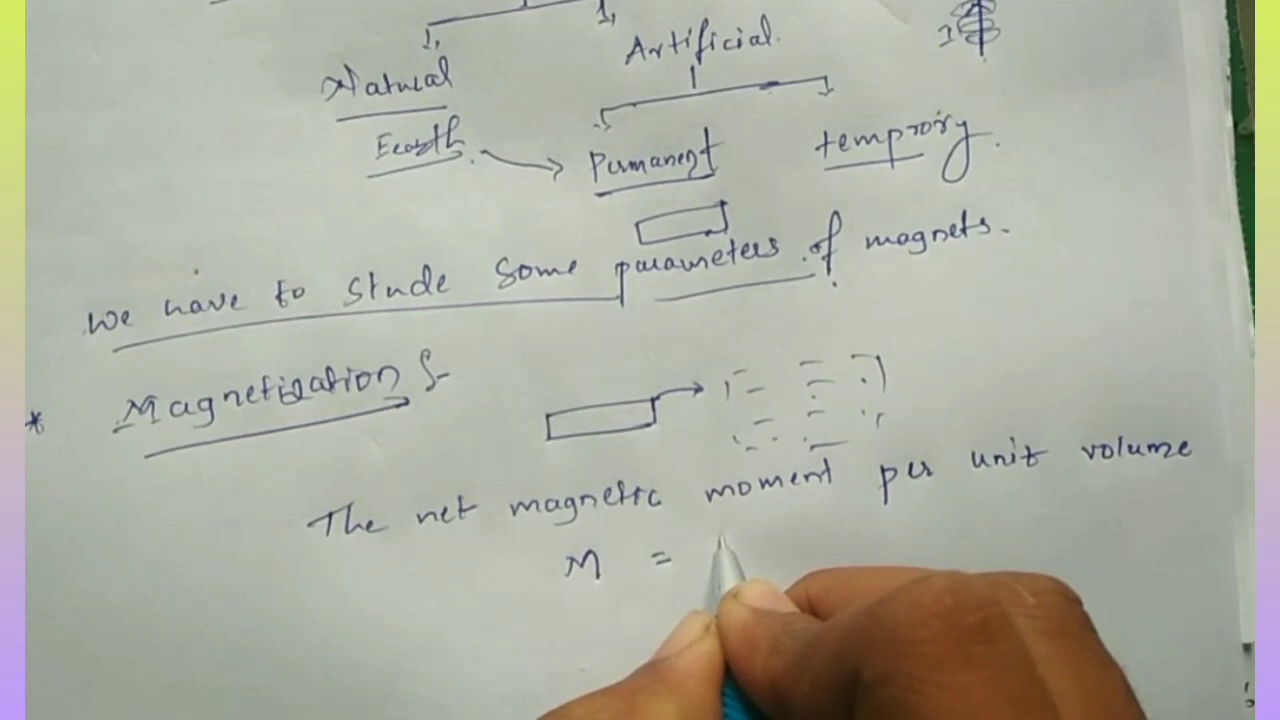 Natural
Artificial.
Earth
Permanent
temprory.
We have to stude some parameters of magnets.
* Magnetization :-
The net magnetic moment per unit volume
M =